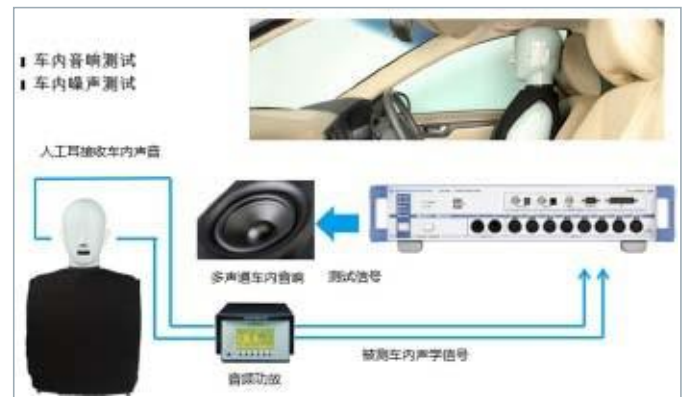 车内音响测试
车内噪声测试
人工耳接收车内声音
多声道车内音响
测试信号
被测车内声学信号
音频功放